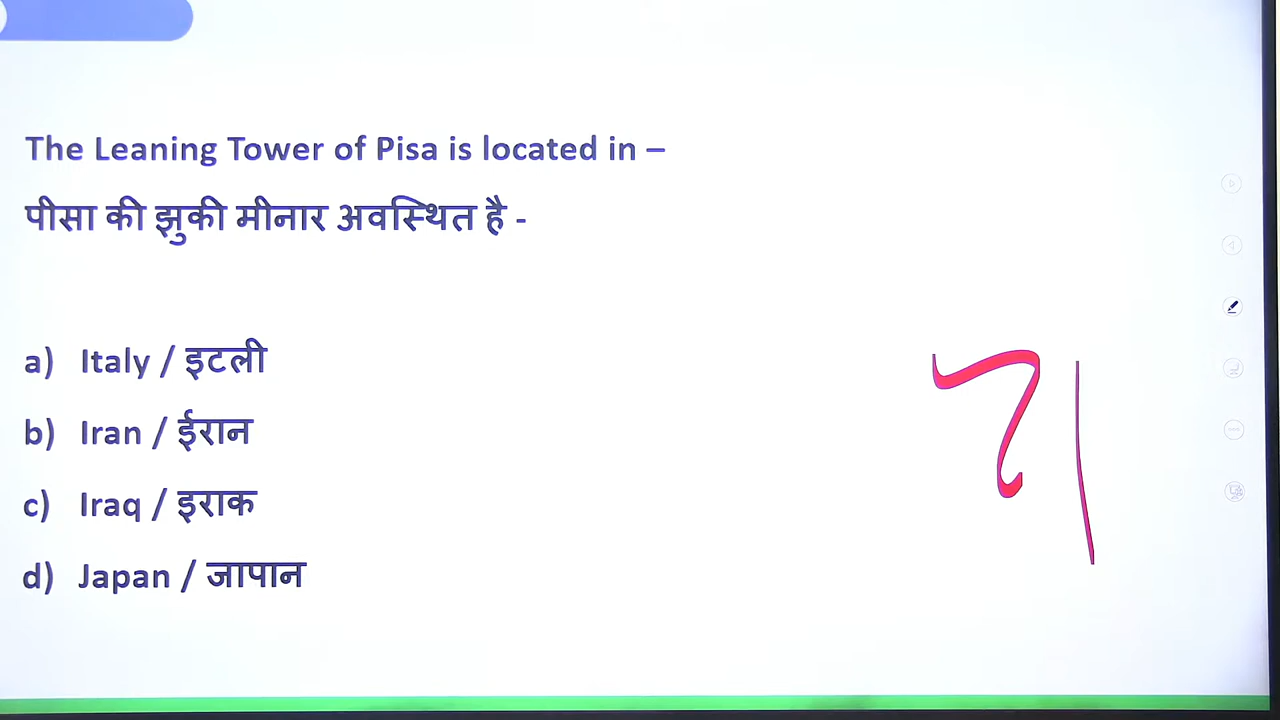 The Leaning Tower of Pisa is located in –
पीसा की झुकी मीनार अवस्थित है -
a) Italy / इटली
b) Iran / ईरान
c) Iraq / इराक
d) Japan / जापान